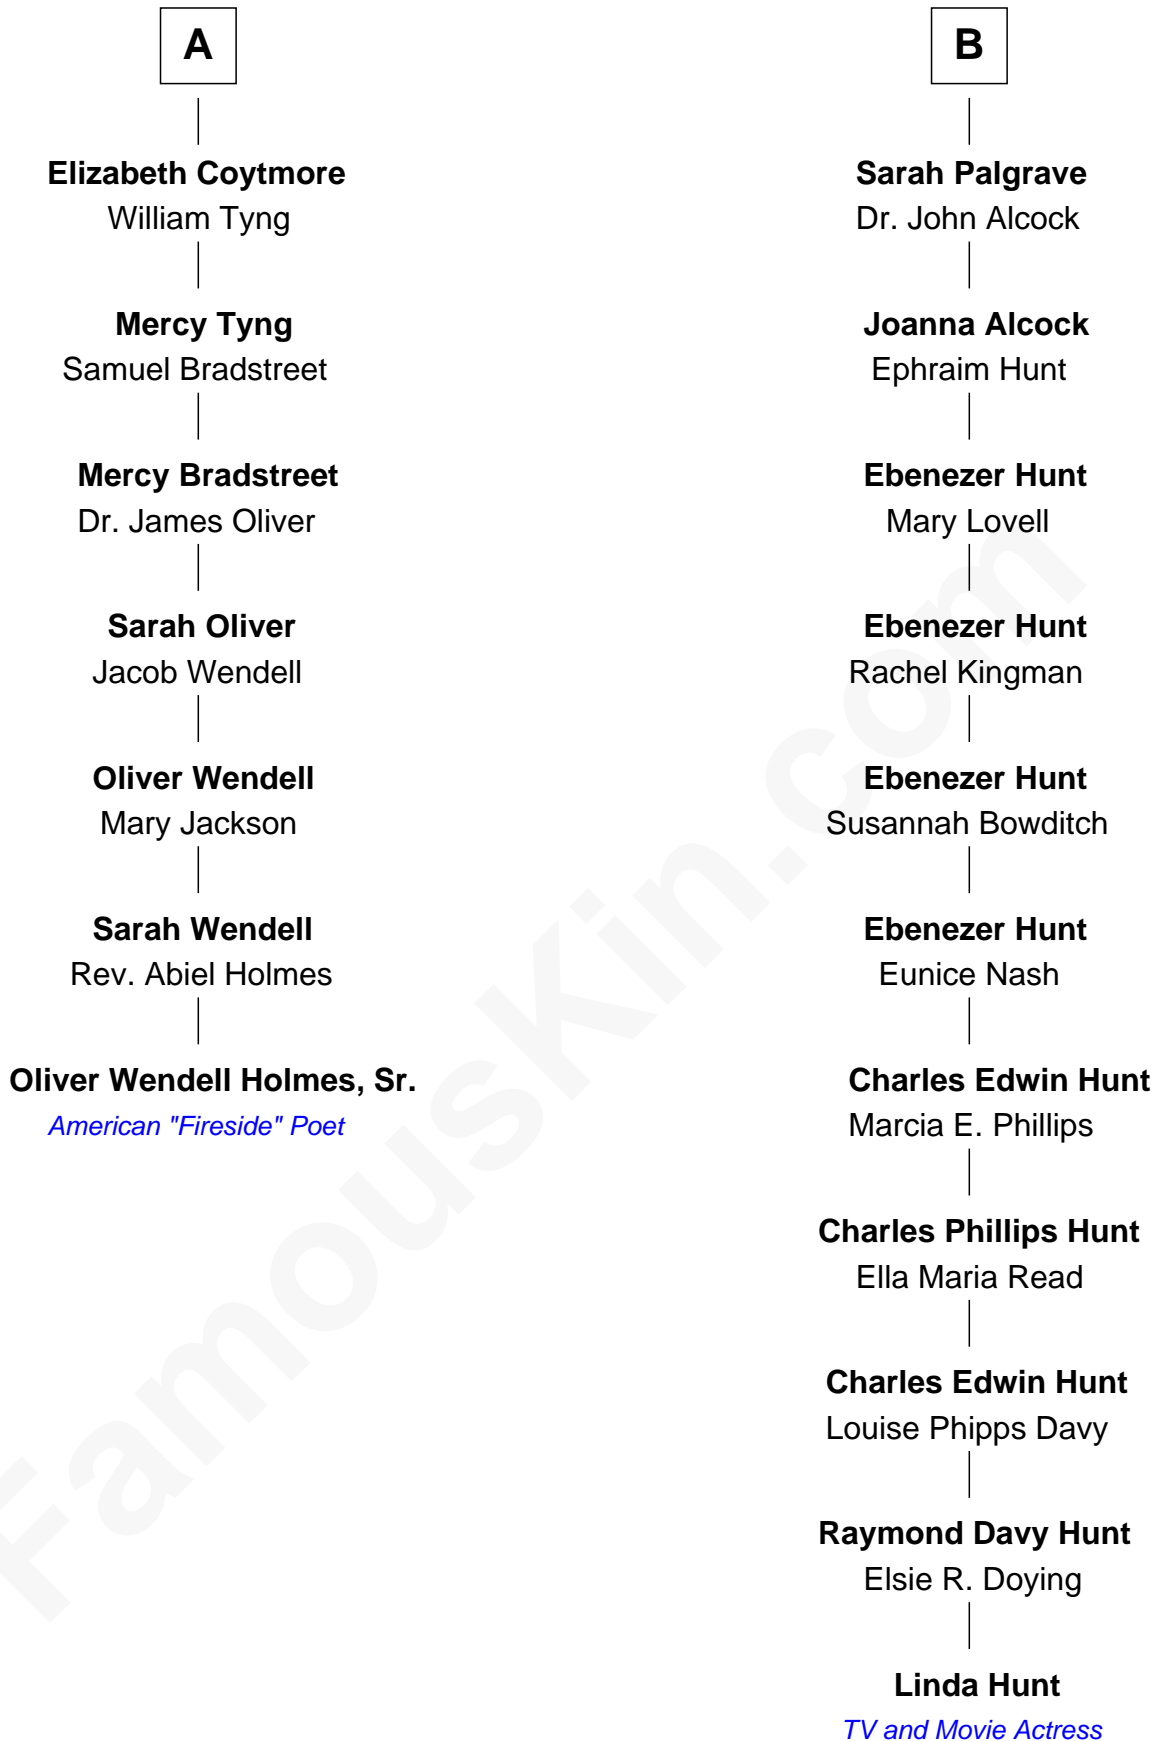 A
Elizabeth Coytmore
William Tyng
Mercy Tyng
Samuel Bradstreet
Mercy Bradstreet
Dr. James Oliver
Sarah Oliver
Jacob Wendell
Oliver Wendell
Mary Jackson
Sarah Wendell
Rev. Abiel Holmes
Oliver Wendell Holmes, Sr.
American "Fireside" Poet
B
Sarah Palgrave
Dr. John Alcock
Joanna Alcock
Ephraim Hunt
Ebenezer Hunt
Mary Lovell
Ebenezer Hunt
Rachel Kingman
Ebenezer Hunt
Susannah Bowditch
Ebenezer Hunt
Eunice Nash
Charles Edwin Hunt
Marcia E. Phillips
Charles Phillips Hunt
Ella Maria Read
Charles Edwin Hunt
Louise Phipps Davy
Raymond Davy Hunt
Elsie R. Doying
Linda Hunt
TV and Movie Actress
FamousKin.com